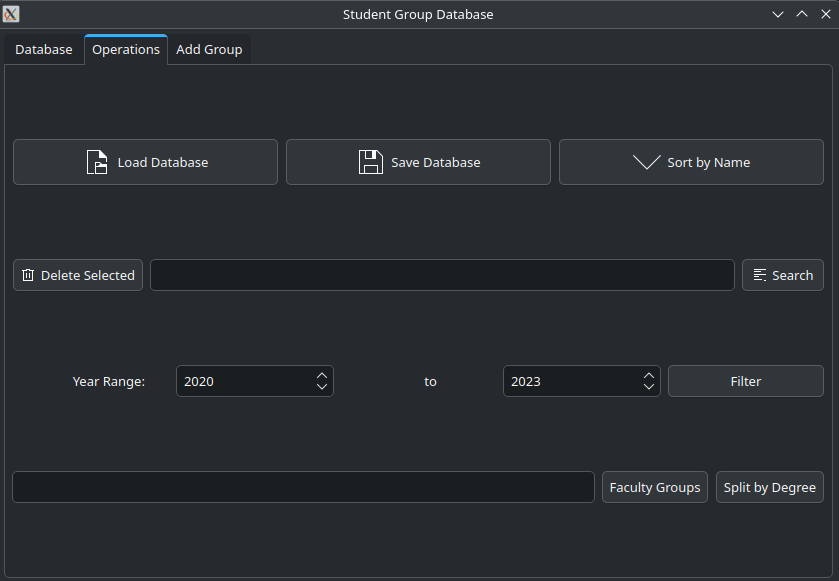 Student Group Database
Database Operations Add Group
Load Database Save Database Sort by Name
Delete Selected Search
Year Range: 2020 to 2023 Filter
Faculty Groups Split by Degree